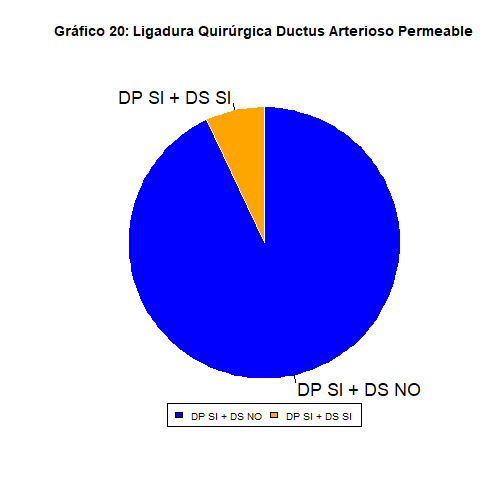 Gráfico 20: Ligadura Quirúrgica Ductus Arterioso Permeable
DP SI + DS SI
DP SI + DS NO
DP SI + DS NO DP SI + DS SI